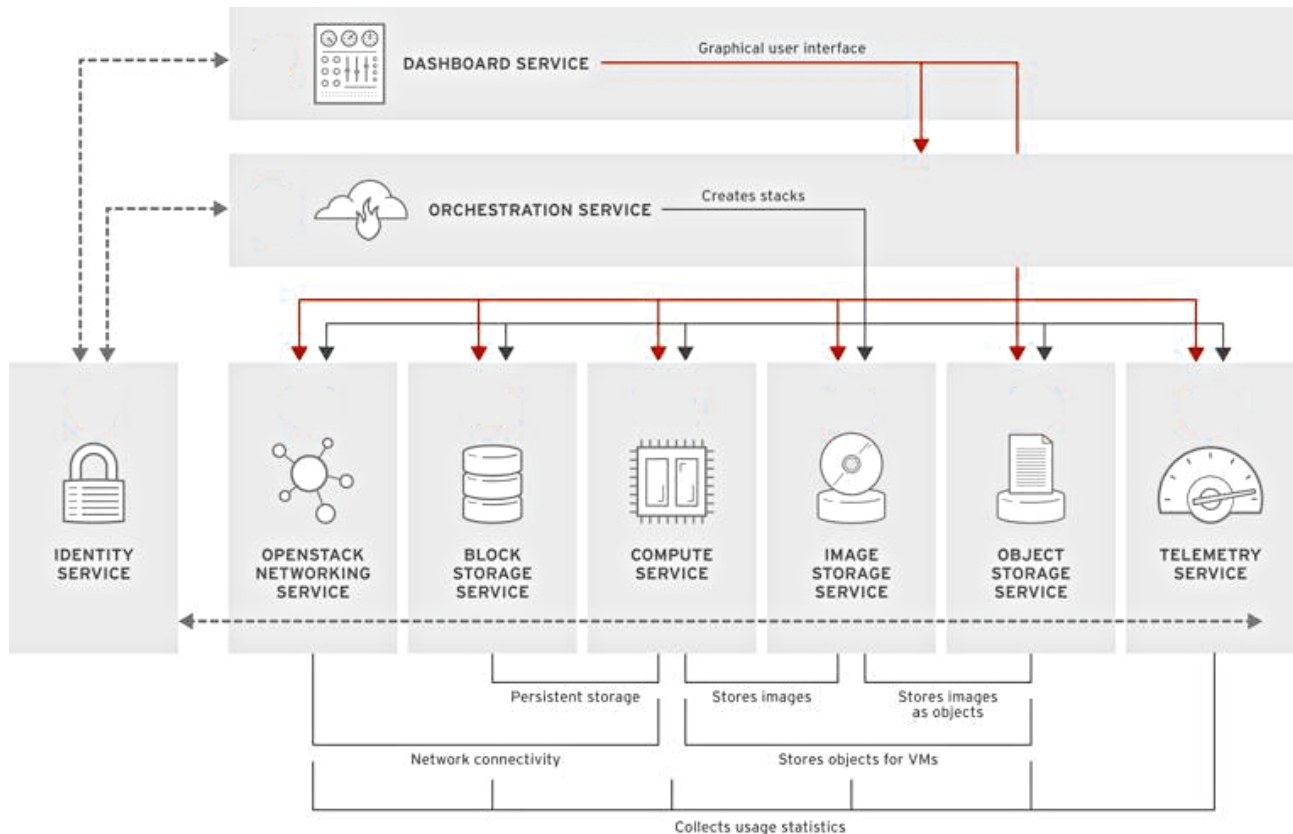 Graphical user interface
DASHBOARD SERVICE
Creates stacks
ORCHESTRATION SERVICE
IDENTITY
SERVICE
OPENSTACK
NETWORKING
SERVICE
BLOCK
STORAGE
SERVICE
COMPUTE
SERVICE
IMAGE
STORAGE
SERVICE
OBJECT
STORAGE
SERVICE
TELEMETRY
SERVICE
Persistent storage
Stores images
Stores images
as objects
Network connectivity
Stores objects for VMs
Collects usage statistics